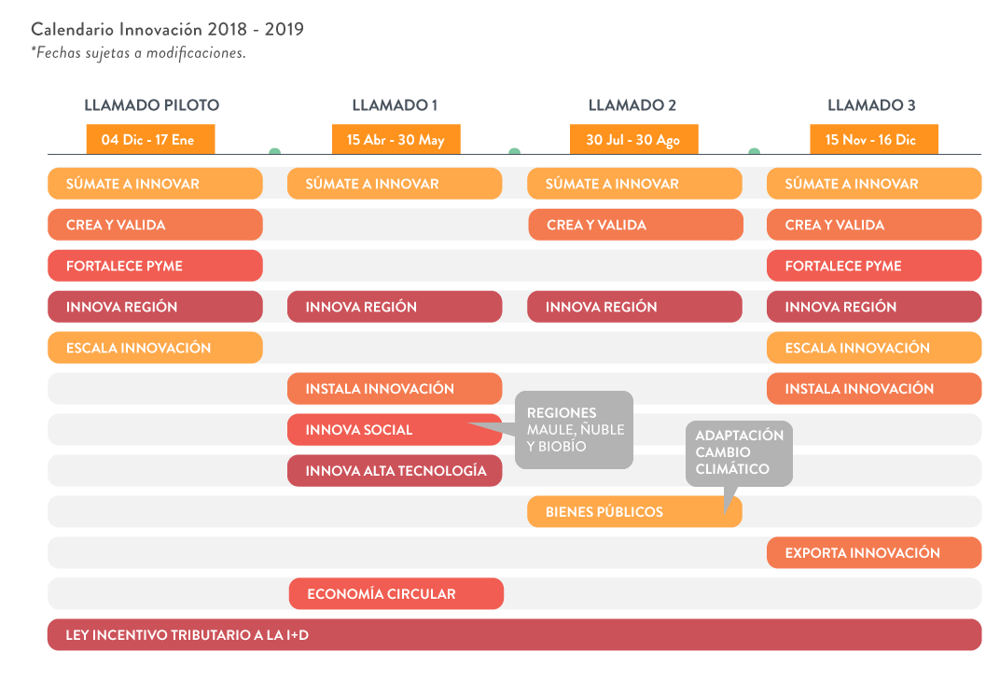 Calendario Innovación 2018 - 2019
*Fechas sujetas a modificaciones.
LLAMADO PILOTO
LLAMADO 1
LLAMADO 2
LLAMADO 3
04 Dic - 17 Ene
15 Abr - 30 May
30 Jul - 30 Ago
15 Nov - 16 Dic
SÚMATE A INNOVAR
SÚMATE A INNOVAR
SÚMATE A INNOVAR
SÚMATE A INNOVAR
CREA Y VALIDA
CREA Y VALIDA
CREA Y VALIDA
FORTALECE PYME
FORTALECE PYME
INNOVA REGIÓN
INNOVA REGIÓN
INNOVA REGIÓN
INNOVA REGIÓN
ESCALA INNOVACIÓN
ESCALA INNOVACIÓN
INSTALA INNOVACIÓN
INSTALA INNOVACIÓN
INNOVA SOCIAL
REGIONES
MAULE, ÑUBLE
Y BIOBÍO
INNOVA ALTA TECNOLOGÍA
ADAPTACIÓN
CAMBIO
CLIMÁTICO
BIENES PÚBLICOS
EXPORTA INNOVACIÓN
ECONOMÍA CIRCULAR
LEY INCENTIVO TRIBUTARIO A LA I+D